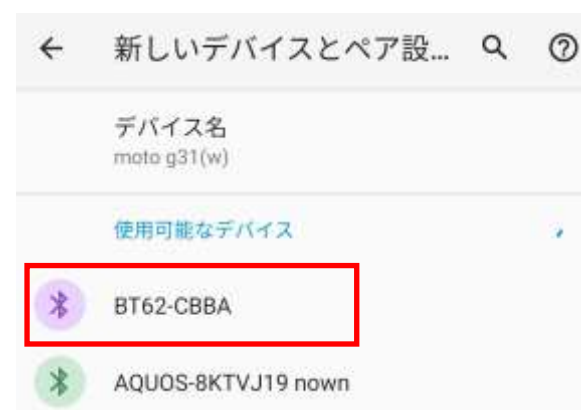 新しいデバイスとペア設...
デバイス名
moto g31(w)
使用可能なデバイス
BT62-CBBA
AQUOS-8KTVJ19 nown